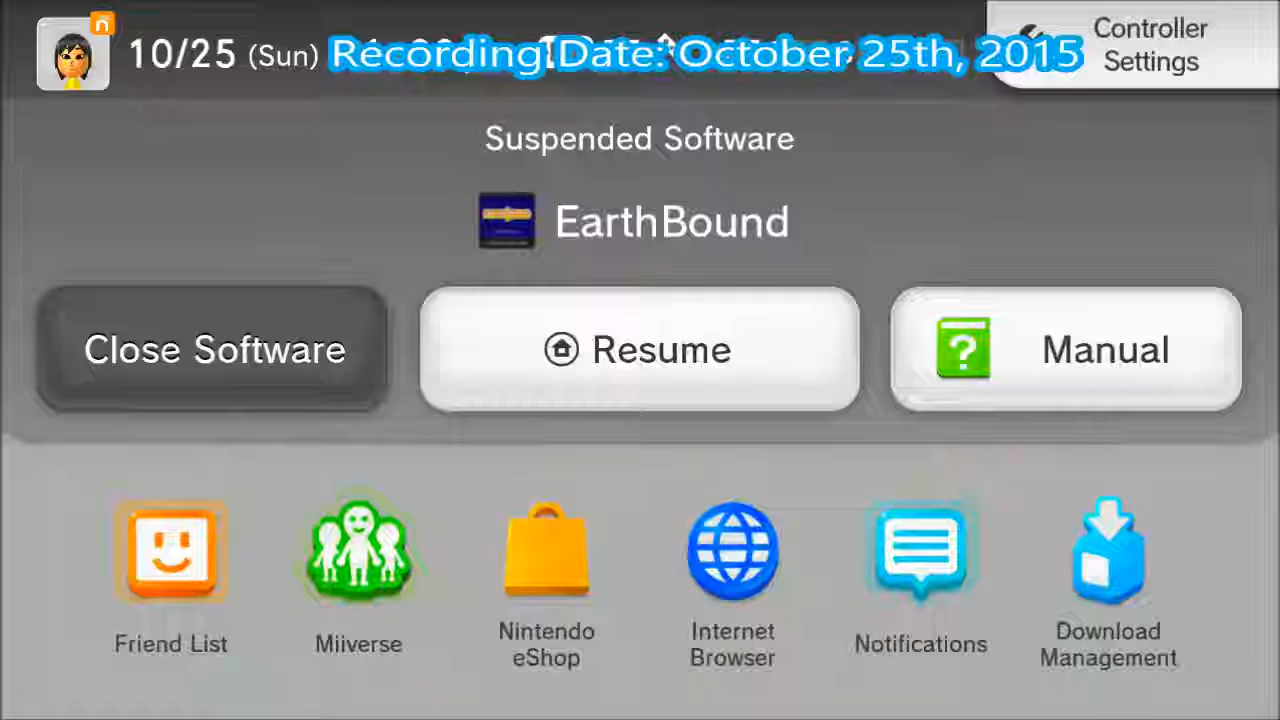 10/25 (Sun) Recording Date: October 25th, 2015
Controller
Settings
Suspended Software
EarthBound
Close Software
Resume
Manual
Friend List
Miiverse
Nintendo
eShop
Internet
Browser
Notifications
Download
Management